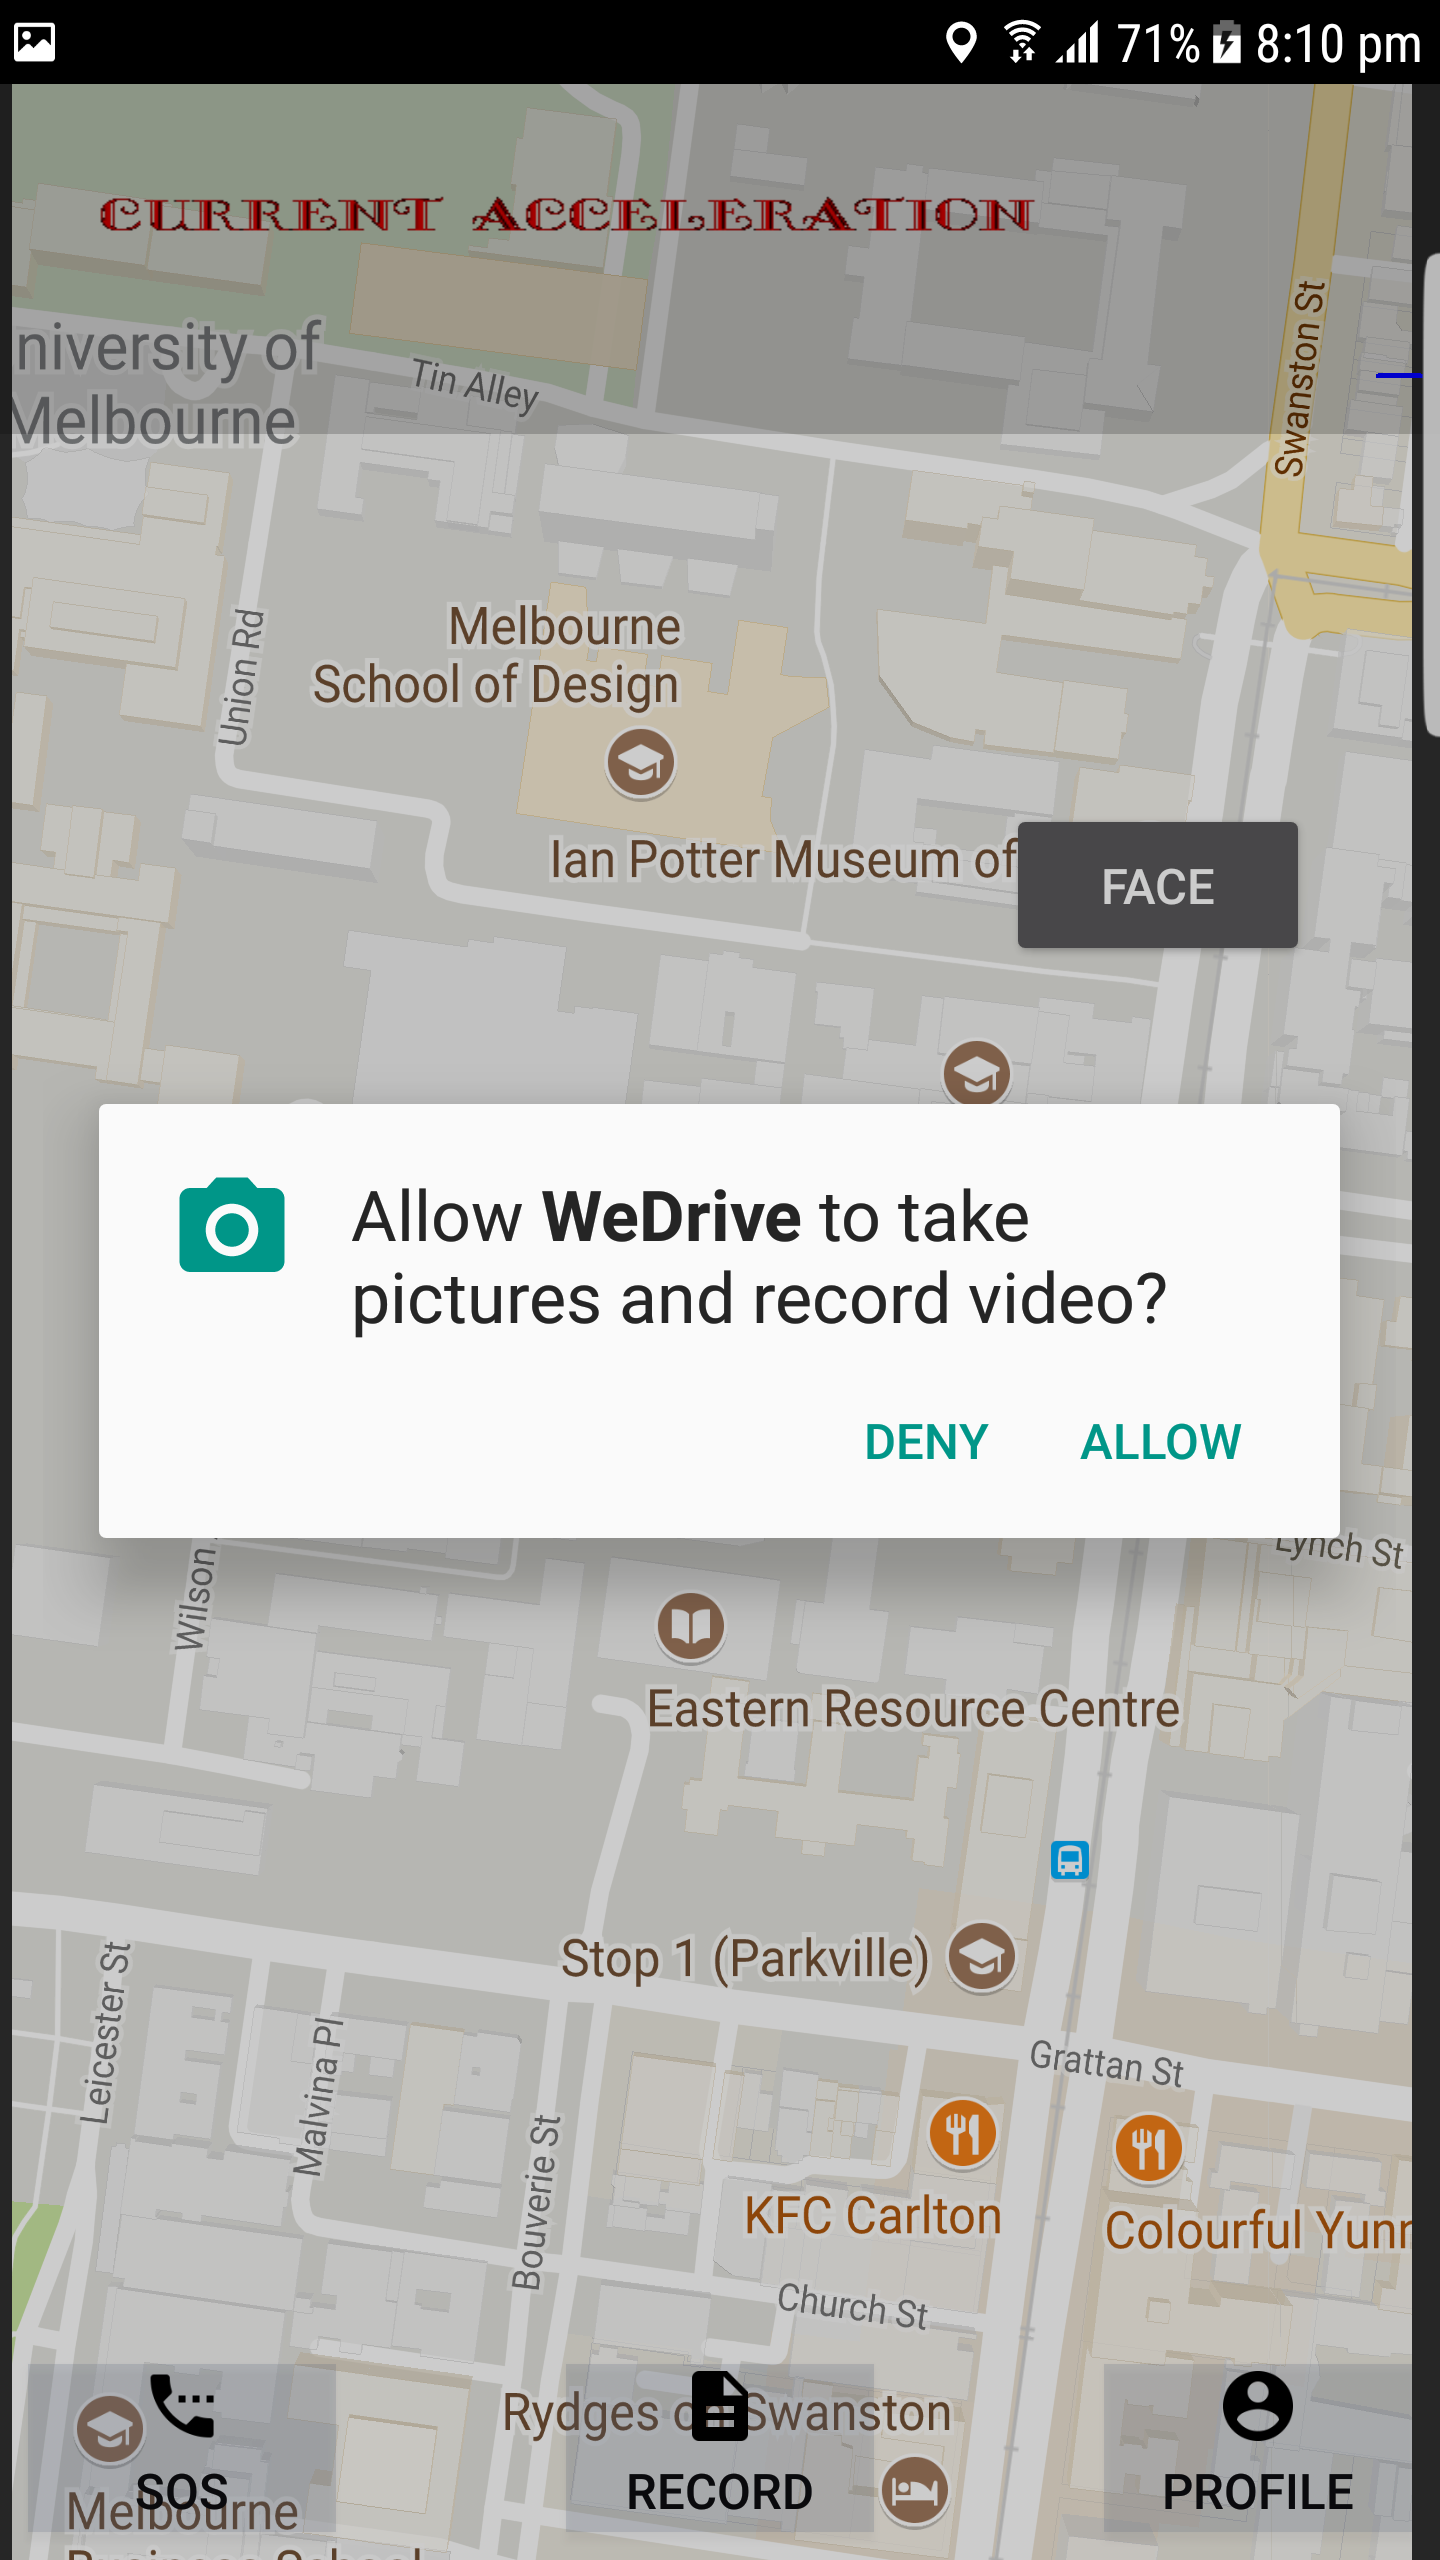 71% 8:10 pm
CURRENT ACCELERATION
niversity of
Melbourne
Tin Alley
Swanston St
Union Rd
Melbourne
School of Design
Ian Potter Museum of
FACE
Allow WeDrive to take
pictures and record video?
DENY ALLOW
Lynch St
Wilson
Eastern Resource Centre
Stop 1 (Parkville)
Leicester St
Malvina Pl
Bouverie St
Grattan St
KFC Carlton
Colourful Yunn
Church St
Rydges on Swanston
SOS
RECORD
PROFILE
Melbourne
Business School